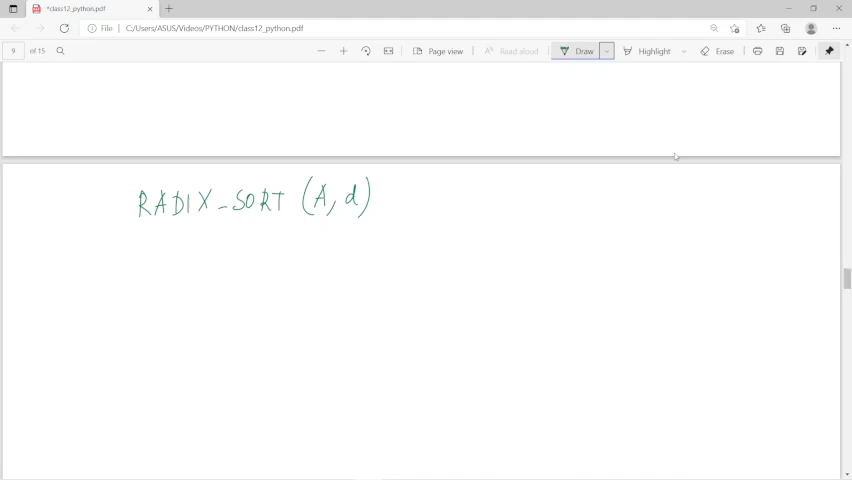 *class12_python.pdf
File
C:/Users/ASUS/Videos/PYTHON/class12_python.pdf
9 of 15
Page view
Read aloud
Draw
Highlight
Erase
RADIX_SORT (A, d)